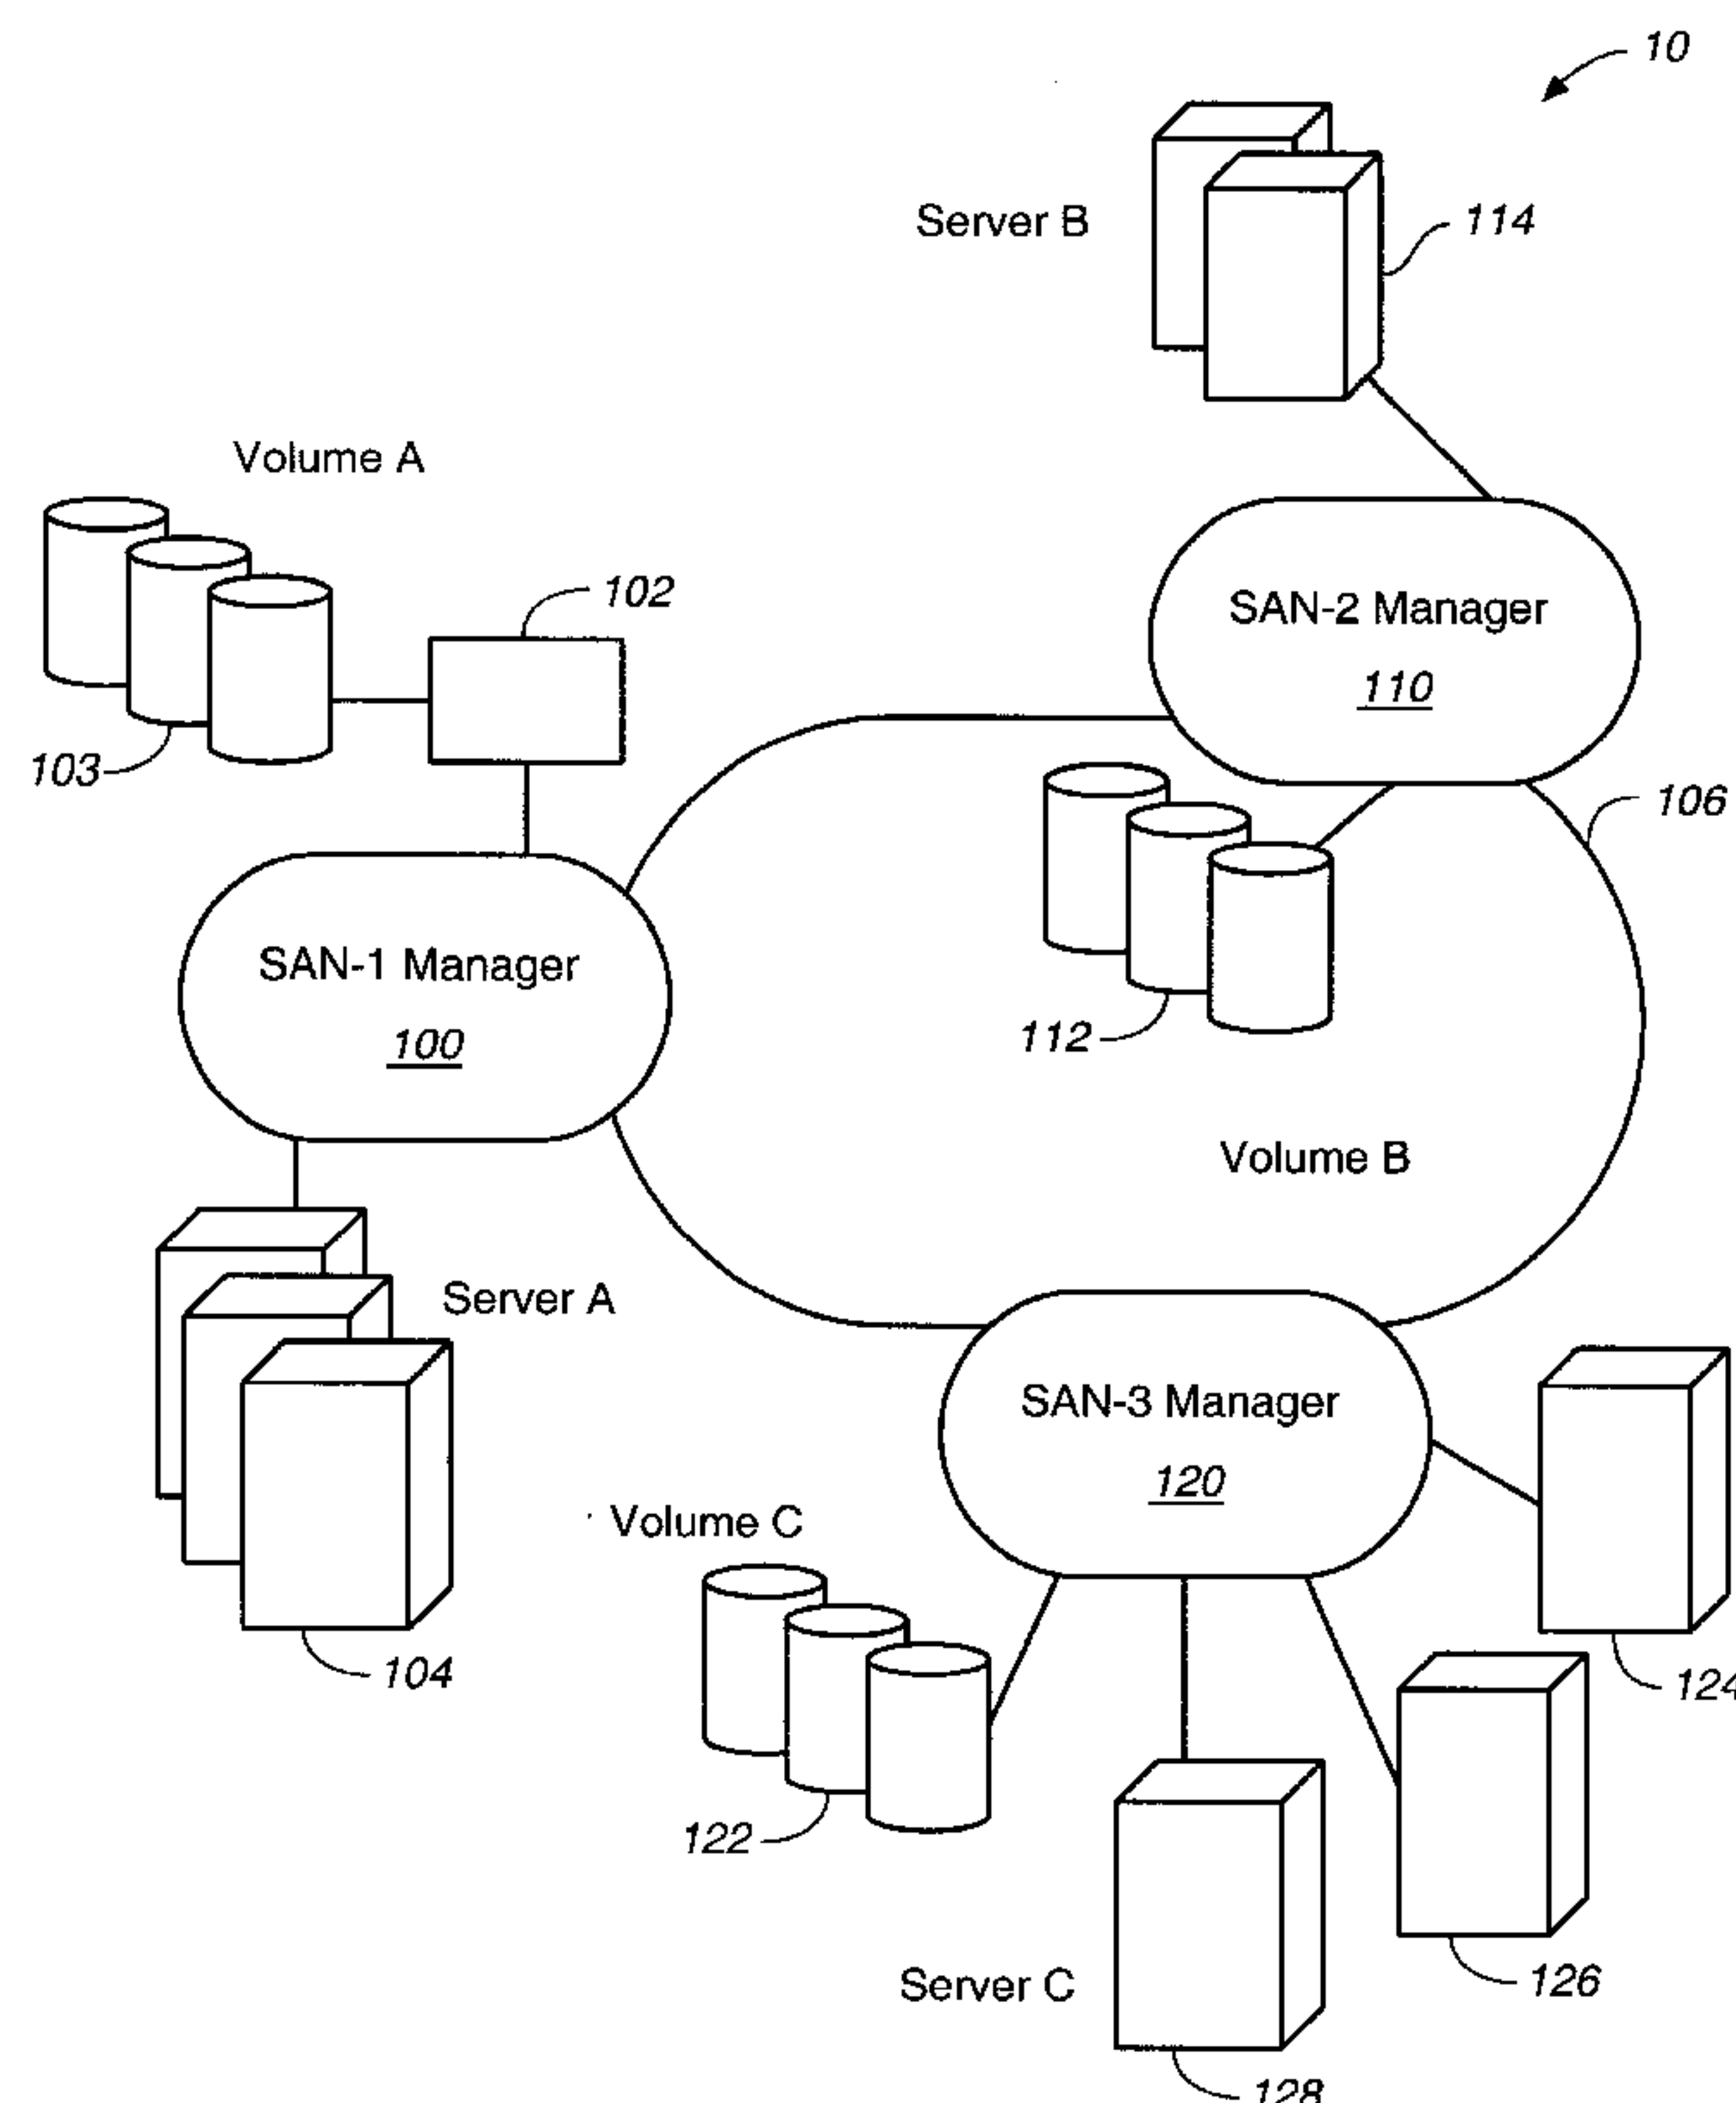 10
Server B
114
Volume A
102
SAN-2 Manager
110
103
106
SAN-1 Manager
100
112
Volume B
Server A
SAN-3 Manager
120
Volume C
104
124
122
126
Server C
128